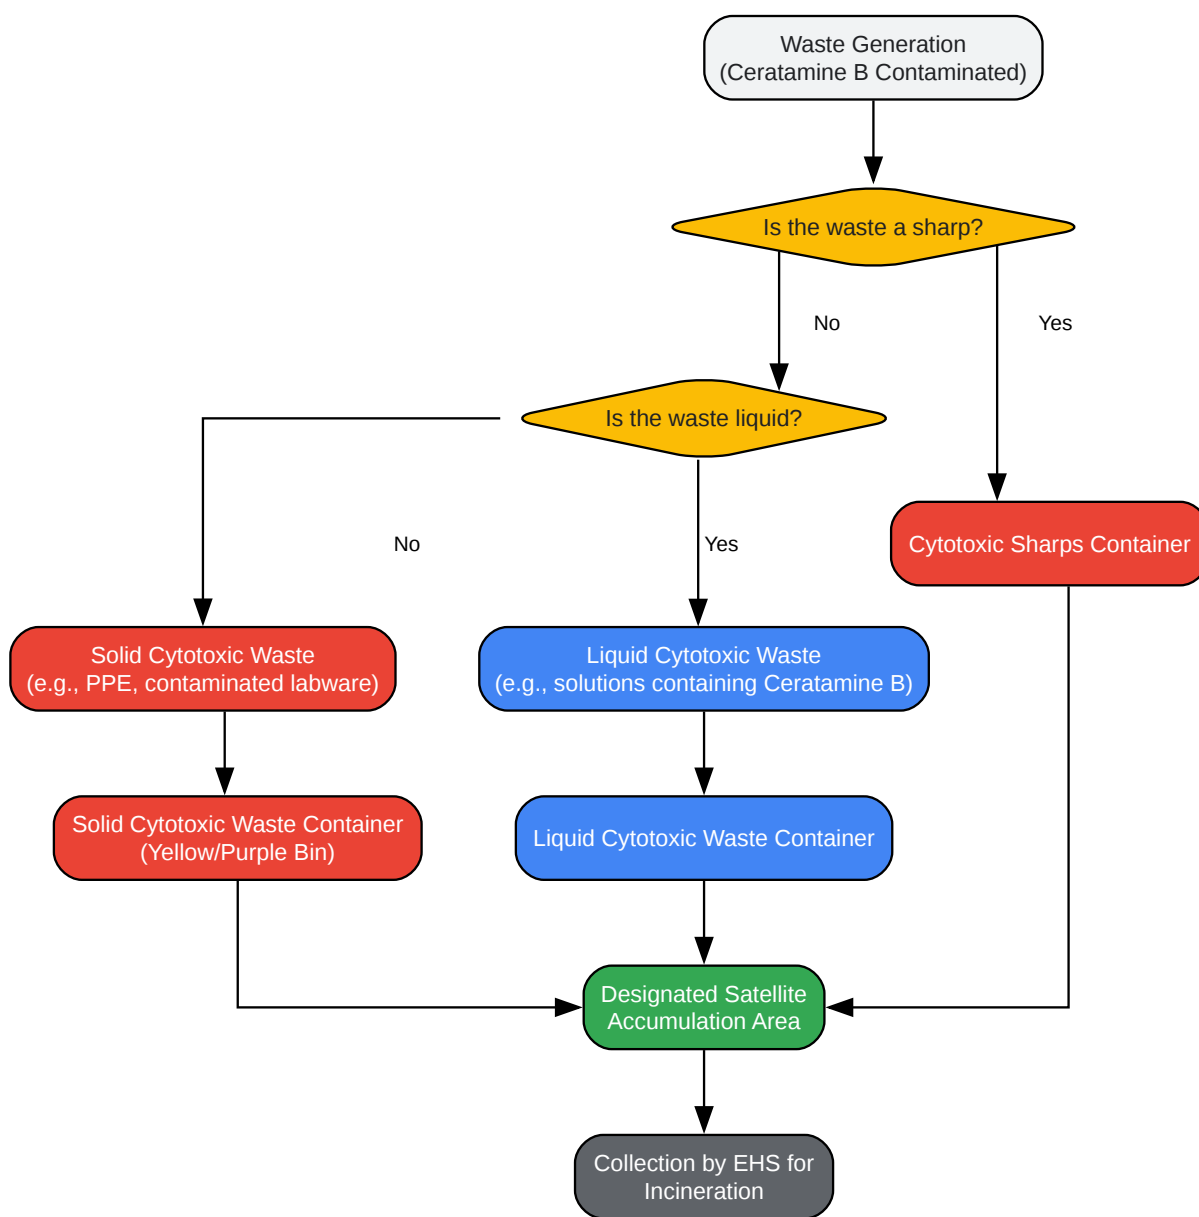 Waste Generation
(Ceratamine B Contaminated)
Is the waste a sharp?
No
Yes
Is the waste liquid?
No
Yes
Cytotoxic Sharps Container
Solid Cytotoxic Waste
(e.g., PPE, contaminated labware)
Liquid Cytotoxic Waste
(e.g., solutions containing Ceratamine B)
Solid Cytotoxic Waste Container
(Yellow/Purple Bin)
Liquid Cytotoxic Waste Container
Designated Satellite
Accumulation Area
Collection by EHS for
Incineration